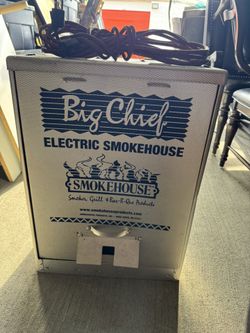 Big Chief
ELECTRIC SMOKEHOUSE
SMOKEHOUSE
Smoker, Grill & Bar-B-Que Products
www.smokehouseproducts.com